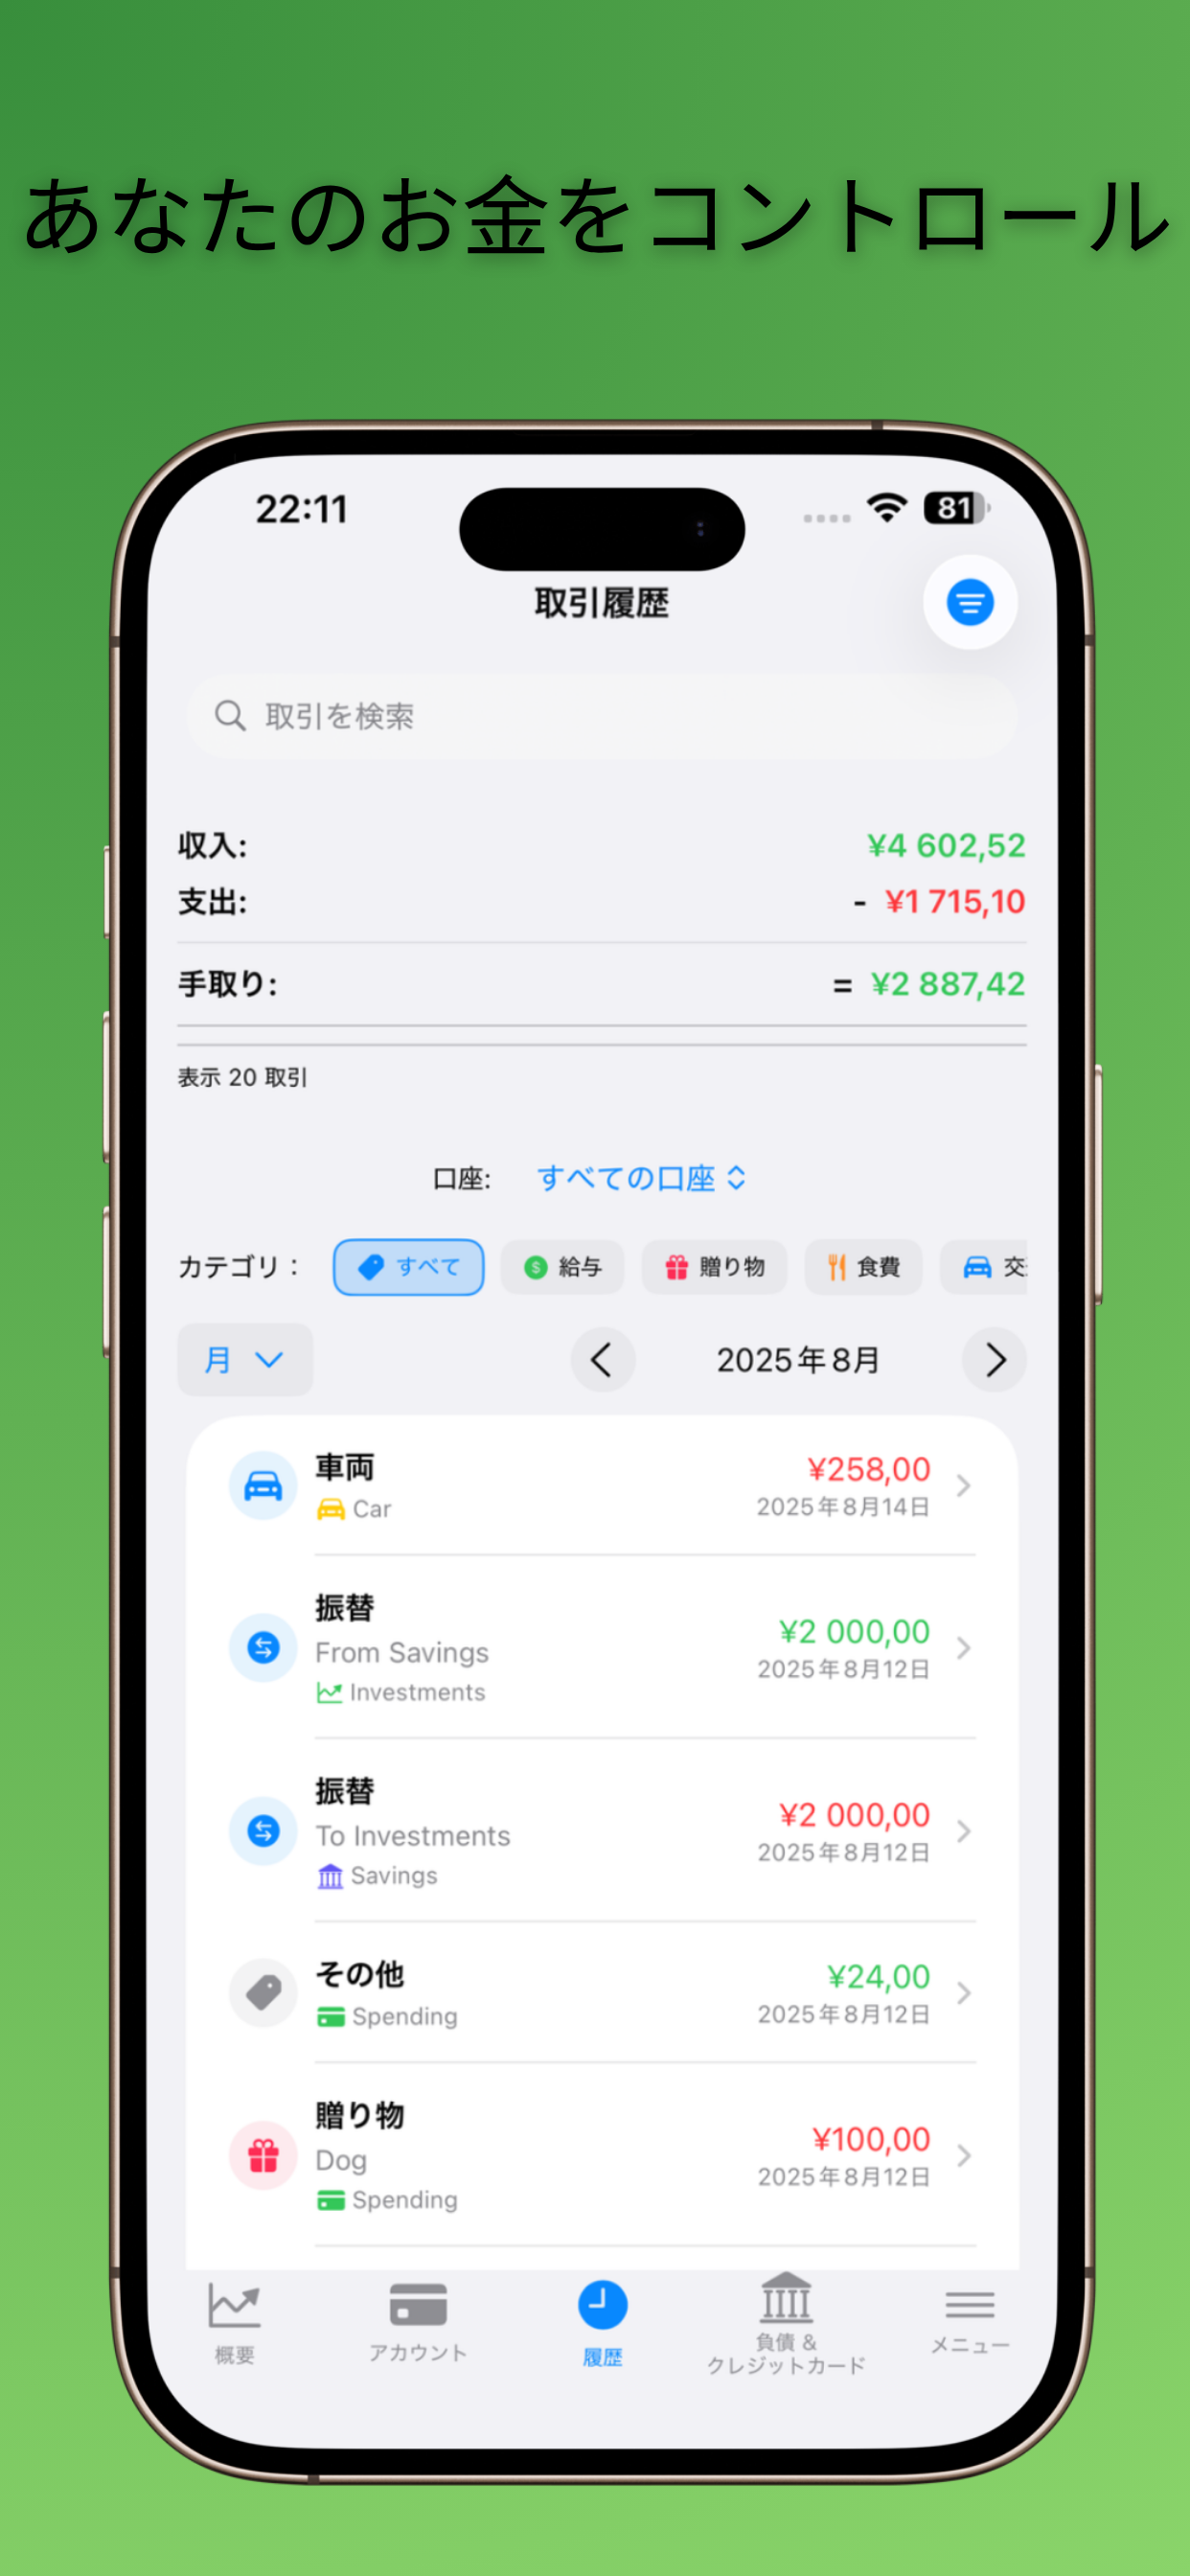 あなたのお金をコントロール
22:11
81
取引履歴
取引を検索
収入: ¥4 602,52
支出: - ¥1 715,10
手取り: = ¥2 887,42
表示 20 取引
口座: すべての口座
カテゴリ： すべて $ 給与 贈り物 食費 交
月 2025年8月
車両 ¥258,00
Car 2025年8月14日
振替
From Savings ¥2 000,00
Investments 2025年8月12日
振替
To Investments ¥2 000,00
Savings 2025年8月12日
その他 ¥24,00
Spending 2025年8月12日
贈り物
Dog ¥100,00
Spending 2025年8月12日
概要 アカウント 履歴 負債 & メニュー
クレジットカード